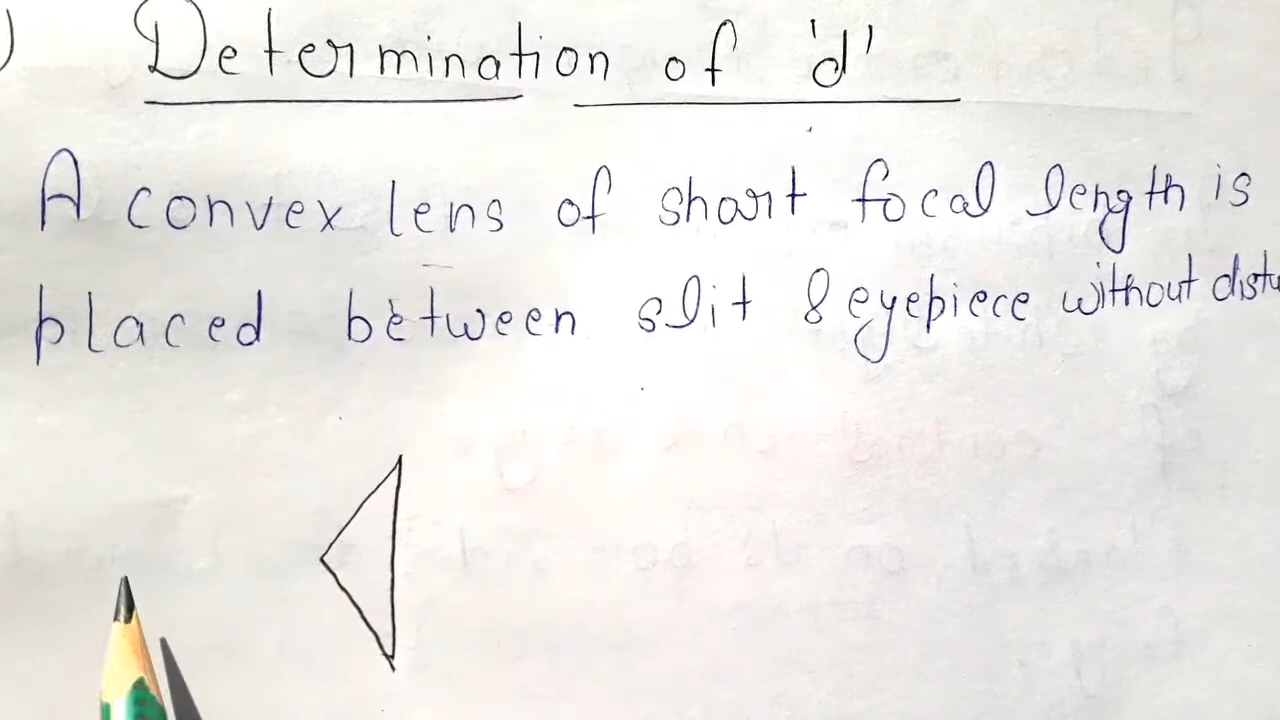 ) Determination of 'd'
A convex lens of short focal length is
placed between slit & eyepiece without distu